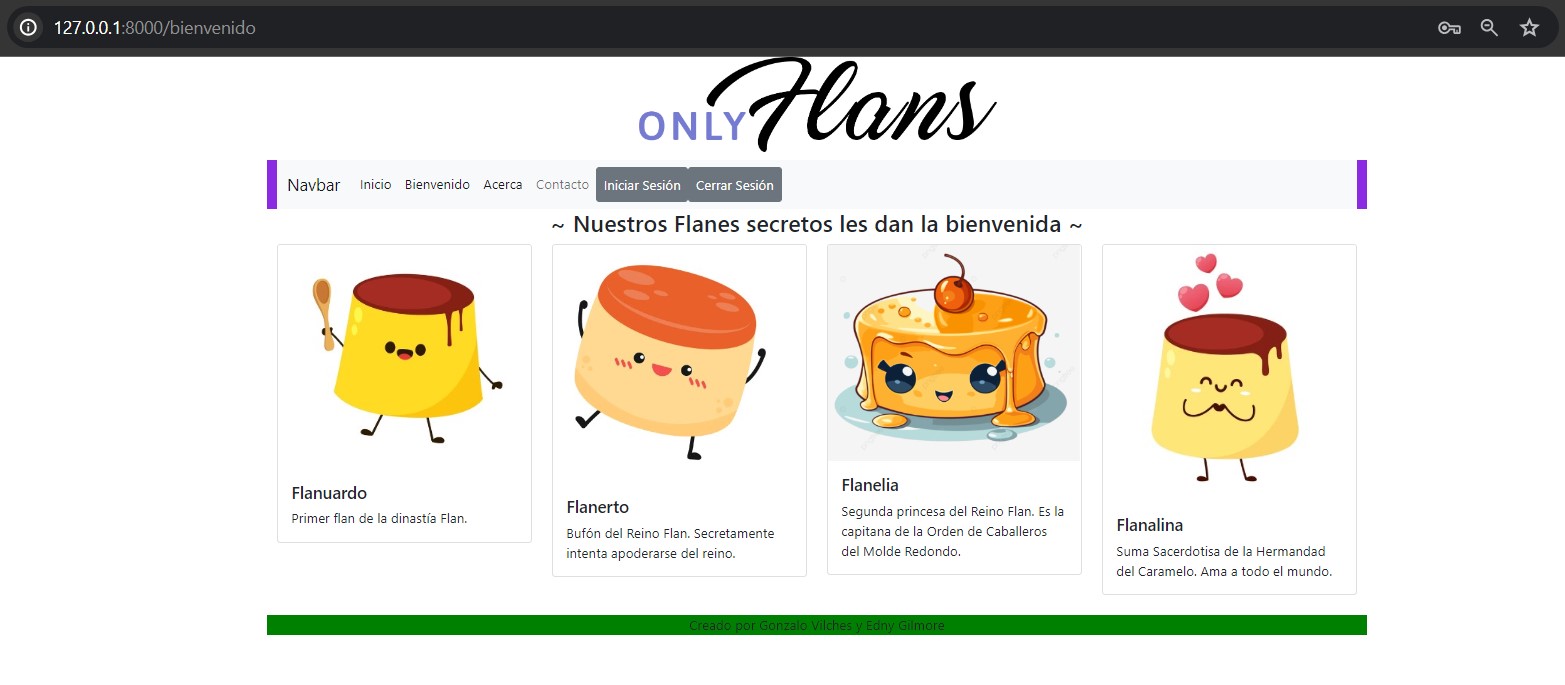 127.0.0.1:8000/bienvenido
ONLY Flans
Navbar Inicio Bienvenido Acerca Contacto Iniciar Sesión Cerrar Sesión
~ Nuestros Flanes secretos les dan la bienvenida ~
Flanuardo
Primer flan de la dinastía Flan.
Flanerto
Bufón del Reino Flan. Secretamente
intenta apoderarse del reino.
Flanelia
Segunda princesa del Reino Flan. Es la
capitana de la Orden de Caballeros
del Molde Redondo.
Flanalina
Suma Sacerdotisa de la Hermandad
del Caramelo. Ama a todo el mundo.
Creado por Gonzalo Vilches y Edny Gilmore